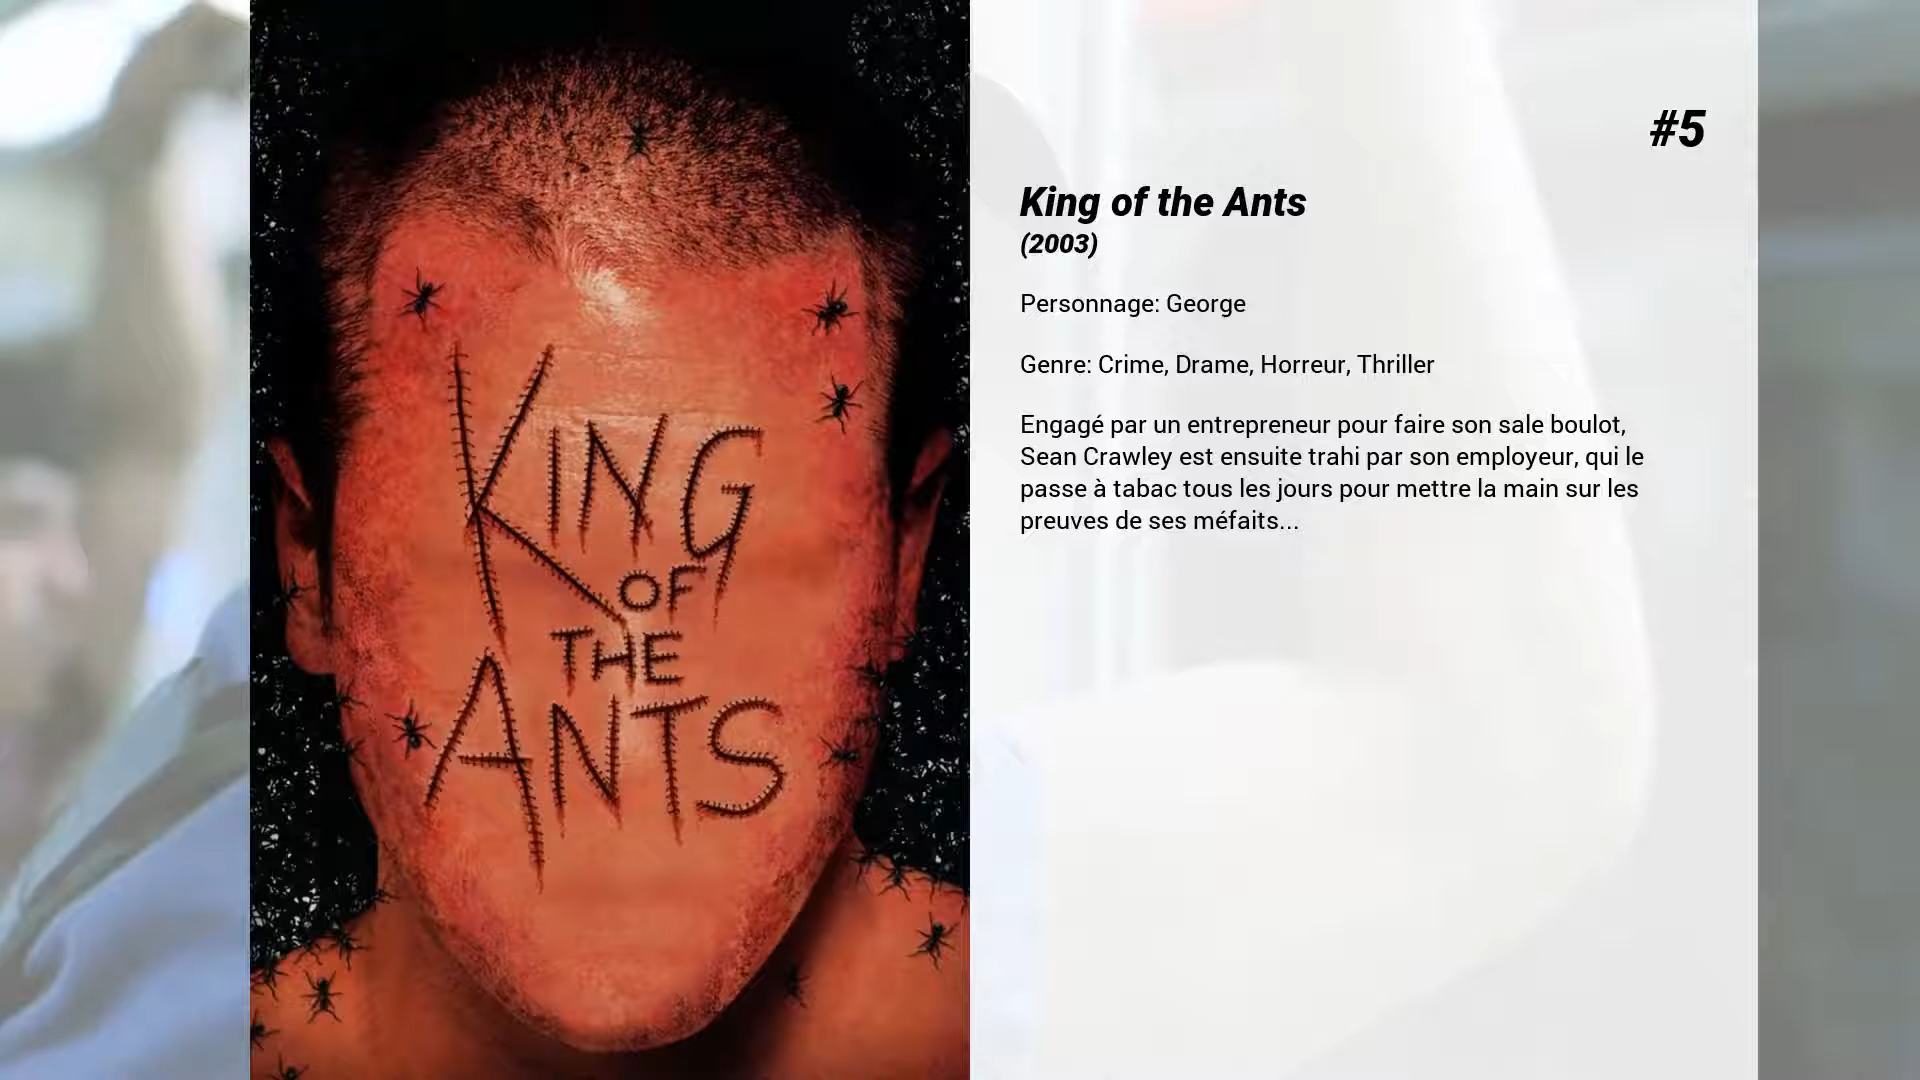 KING
OF
THE
ANTS
#5
King of the Ants
(2003)
Personnage: George
Genre: Crime, Drame, Horreur, Thriller
Engagé par un entrepreneur pour faire son sale boulot,
Sean Crawley est ensuite trahi par son employeur, qui le
passe à tabac tous les jours pour mettre la main sur les
preuves de ses méfaits...